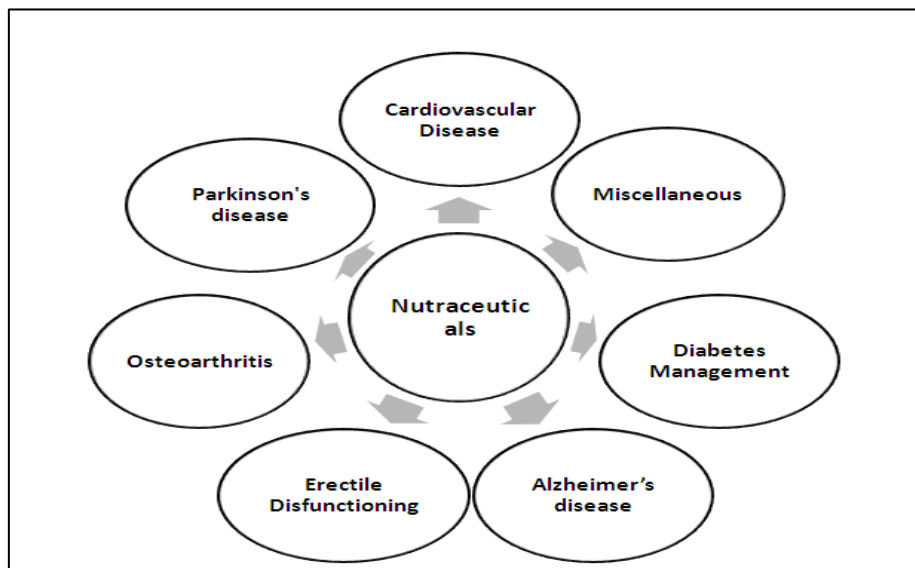 Cardiovascular
Disease
Parkinson's
disease
Miscellaneous
Nutraceutic
als
Osteoarthritis
Diabetes
Management
Erectile
Disfunctioning
Alzheimer’s
disease